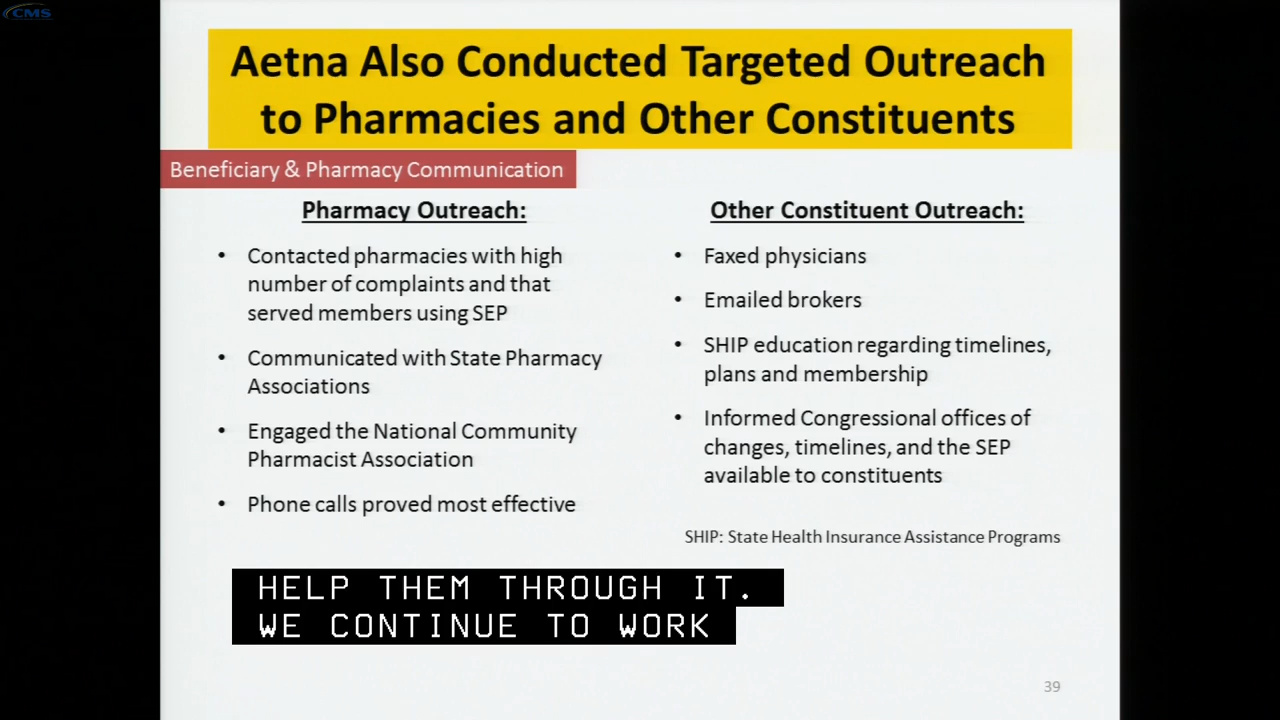 CMS
Aetna Also Conducted Targeted Outreach
to Pharmacies and Other Constituents
Beneficiary & Pharmacy Communication
Pharmacy Outreach:
• Contacted pharmacies with high
number of complaints and that
served members using SEP
• Communicated with State Pharmacy
Associations
• Engaged the National Community
Pharmacist Association
• Phone calls proved most effective
Other Constituent Outreach:
• Faxed physicians
• Emailed brokers
• SHIP education regarding timelines,
plans and membership
• Informed Congressional offices of
changes, timelines, and the SEP
available to constituents
SHIP: State Health Insurance Assistance Programs
HELP THEM THROUGH IT.
WE CONTINUE TO WORK
39